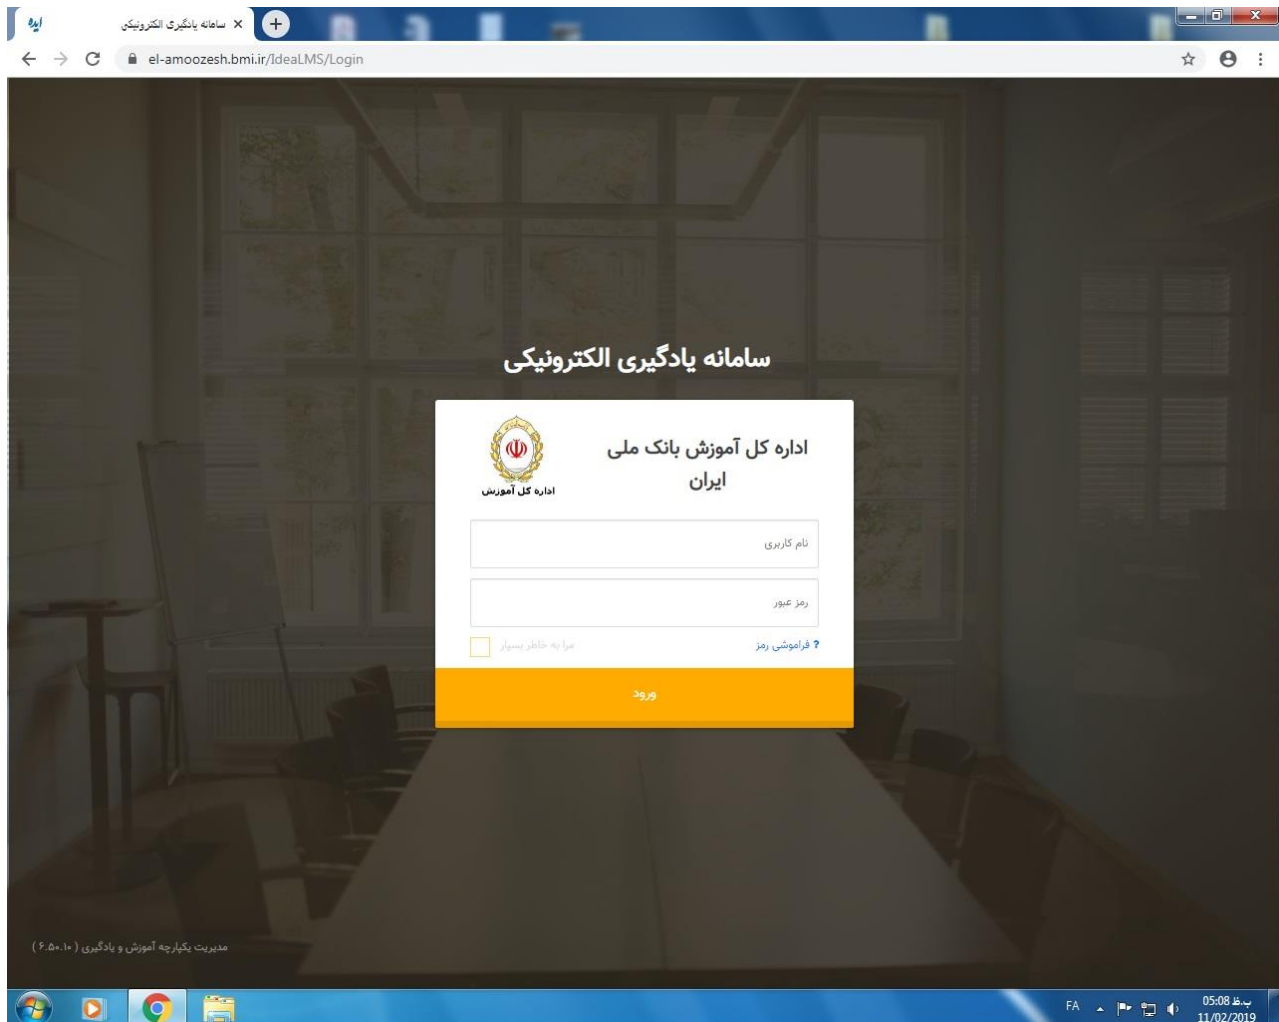 ایده
سامانه یادگیری الکترونیکی
el-amoozesh.bmi.ir/IdeaLMS/Login
سامانه یادگیری الکترونیکی
اداره کل آموزش بانک ملی
ایران
اداره کل آموزش
نام کاربری
رمز عبور
? فراموشی رمز
مرا به خاطر بسپار
ورود
مدیریت یکپارچه آموزش و یادگیری ( ۶.۵۰.۱۰ )
FA
05:08 ب.ظ
11/02/2019